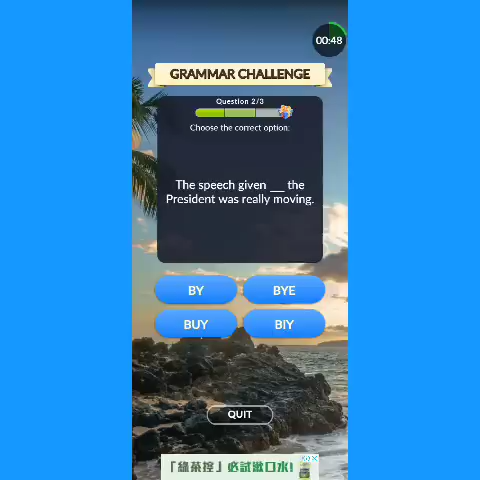 00:48
GRAMMAR CHALLENGE
Question 2/3
Choose the correct option:
The speech given __ the
President was really moving.
BY
BYE
BUY
BIY
QUIT
「綠茶控」必試漱口水!